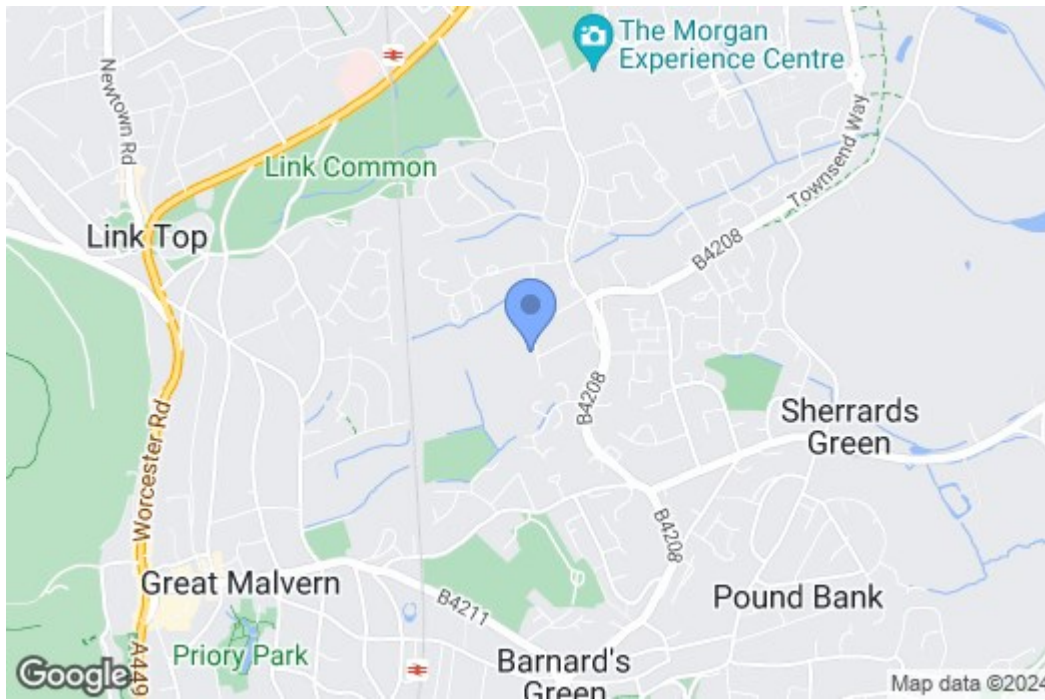 The Morgan
Experience Centre
Newtown Rd
Link Common
Townsend Way
Link Top
B4208
B4208
Sherrards
Green
Worcester Rd
B4208
Great Malvern
Pound Bank
B4211
Priory Park
A449
Barnard's
Green
Google
Map data ©2024